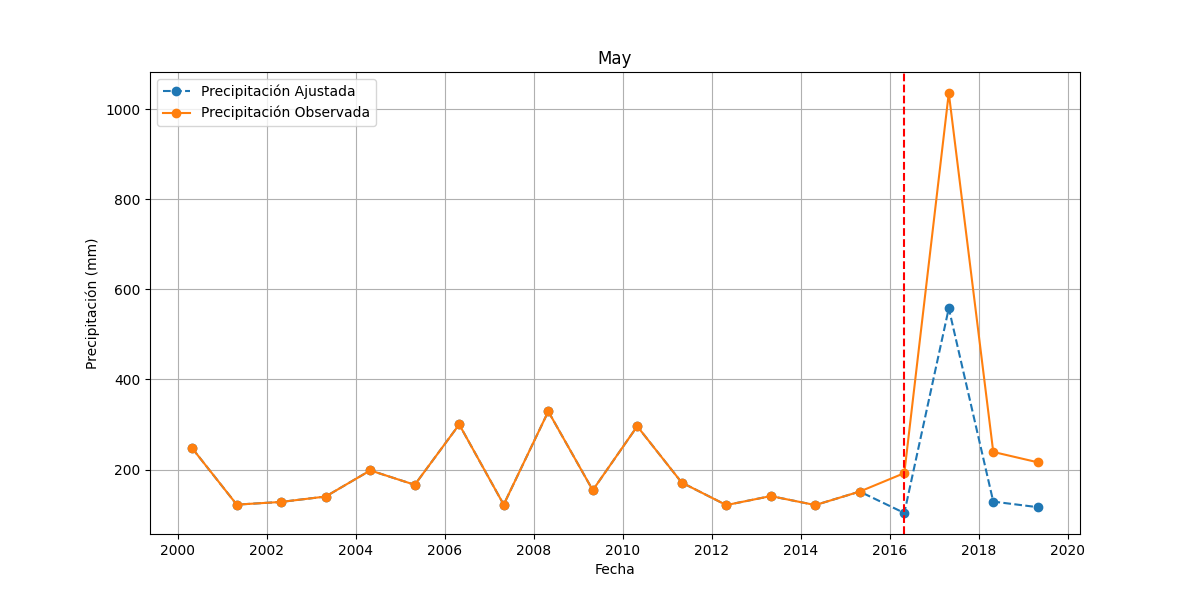 May
Precipitación Ajustada
Precipitación Observada
Precipitación (mm)
1000
800
600
400
200
2000 2002 2004 2006 2008 2010 2012 2014 2016 2018 2020
Fecha